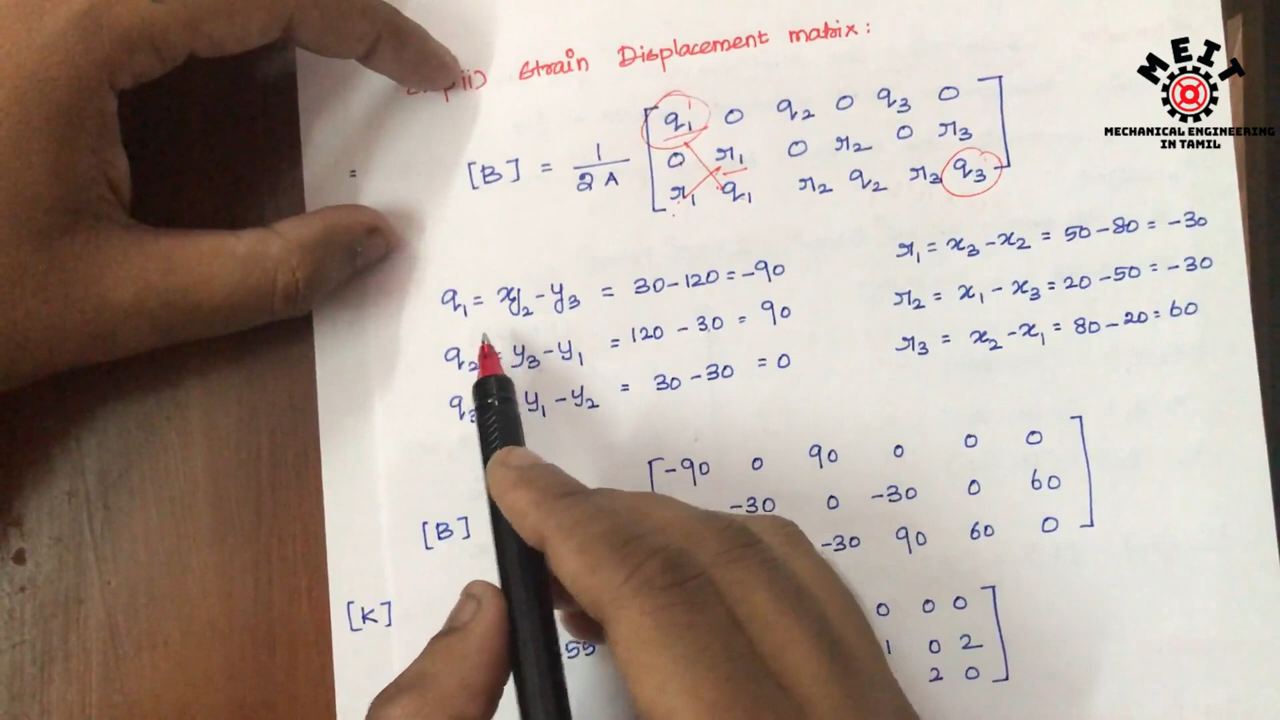 ii) Strain Displacement matrix:
MEIT
MECHANICAL ENGINEERING
IN TAMIL
=
[B] = 1/2A [q₁ 0 q₂ 0 q₃ 0
0 r₁ 0 r₂ 0 r₃
r₁ q₁ r₂ q₂ r₃ q₃]
q₁ = y₂ - y₃ = 30 - 120 = -90
q₂ = y₃ - y₁ = 120 - 30 = 90
q₃ y₁ - y₂ = 30 - 30 = 0
r₁ = x₃ - x₂ = 50 - 80 = -30
r₂ = x₁ - x₃ = 20 - 50 = -30
r₃ = x₂ - x₁ = 80 - 20 = 60
[B] [-90 0 90 0 0 0
-30 0 -30 0 60
-30 90 60 0]
[K] 0 0 0
55 1 0 2
2 0]